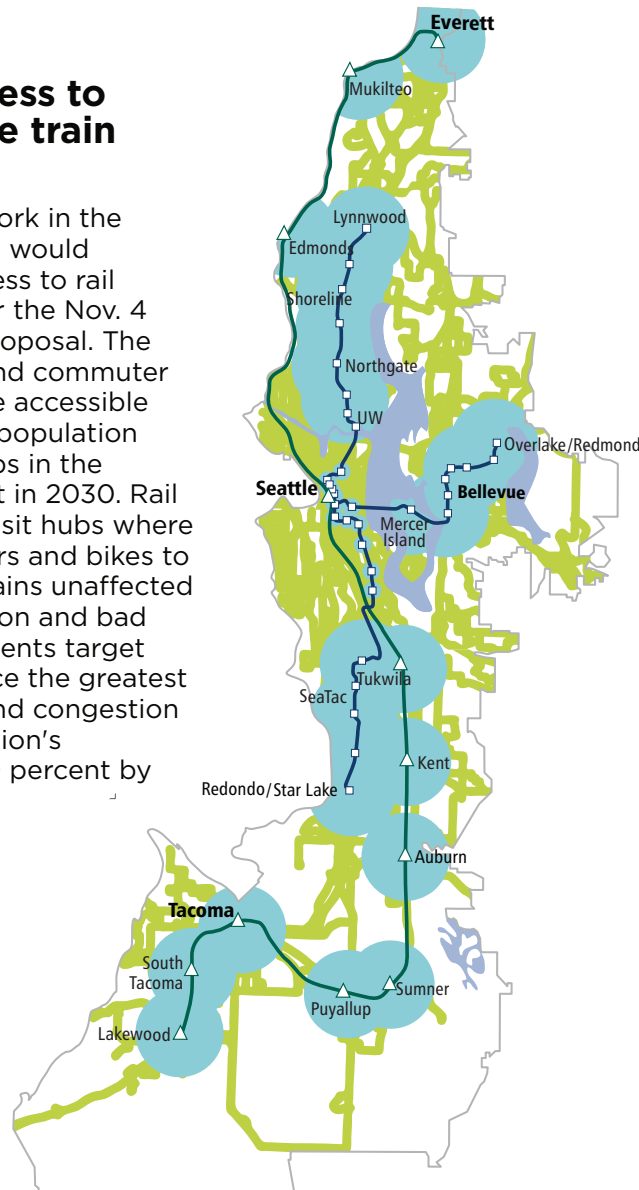 ess to
e train
ork in the
would
ess to rail
r the Nov. 4
oposal. The
nd commuter
e accessible
population
ps in the
t in 2030. Rail
sit hubs where
rs and bikes to
ains unaffected
on and bad
ents target
ce the greatest
nd congestion
ion's
percent by
Everett
Mukilteo
Lynnwood
Edmonds
Shoreline
Northgate
UW
Overlake/Redmond
Seattle
Bellevue
Mercer
Island
Tukwila
SeaTac
Kent
Redondo/Star Lake
Auburn
Tacoma
South
Tacoma
Sumner
Puyallup
Lakewood